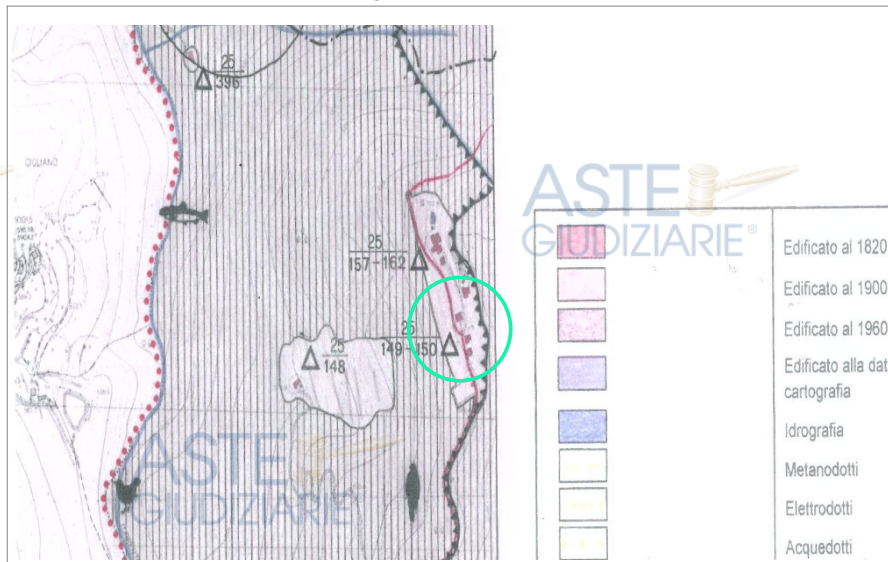 25
396
25
157-162
25
149-150
25
148
ASTE
GIUDIZIARIE®
Edificato al 1820
Edificato al 1900
Edificato al 1960
Edificato alla dat
cartografia
Idrografia
Metanodotti
Elettrodotti
Acquedotti
ASTE
GIUDIZIARIE